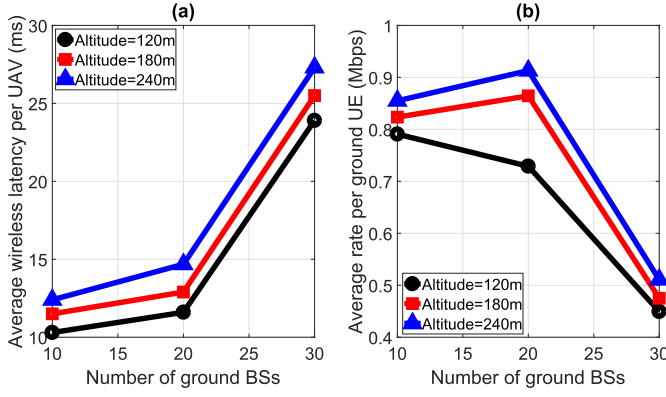 (a)
Average wireless latency per UAV (ms)
30
25
20
15
10
Altitude=120m
Altitude=180m
Altitude=240m
10
15
20
25
30
Number of ground BSs
(b)
Average rate per ground UE (Mbps)
1
0.9
0.8
0.7
0.6
0.5
0.4
Altitude=120m
Altitude=180m
Altitude=240m
10
15
20
25
30
Number of ground BSs